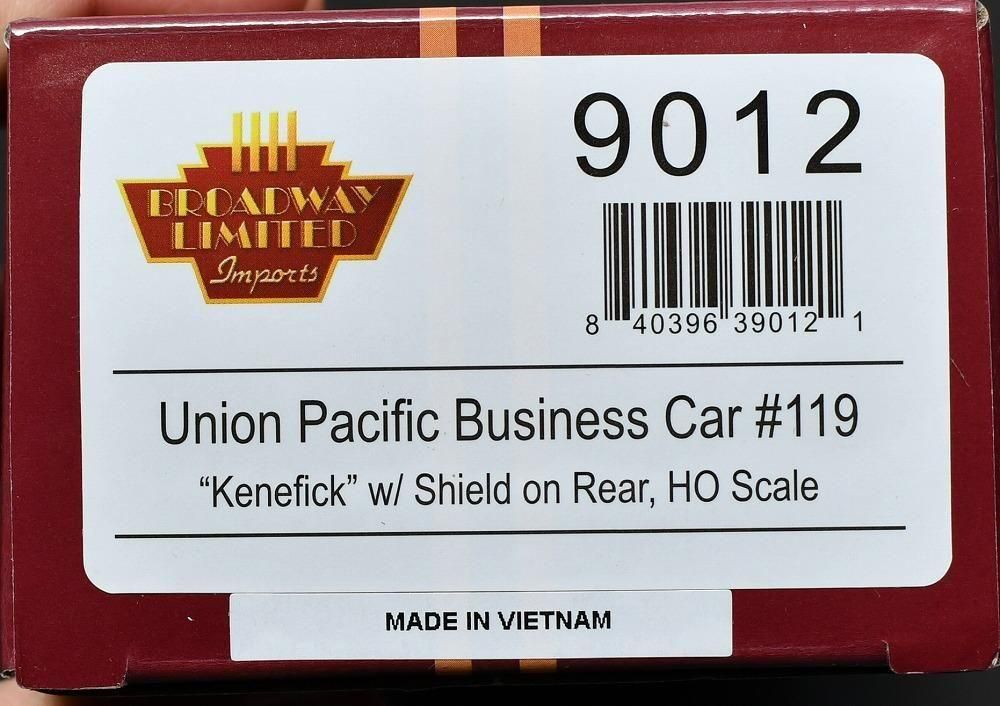 BROADWAY
LIMITED
Imports
9012
8 40396 39012 1
Union Pacific Business Car #119
“Kenefick” w/ Shield on Rear, HO Scale
MADE IN VIETNAM